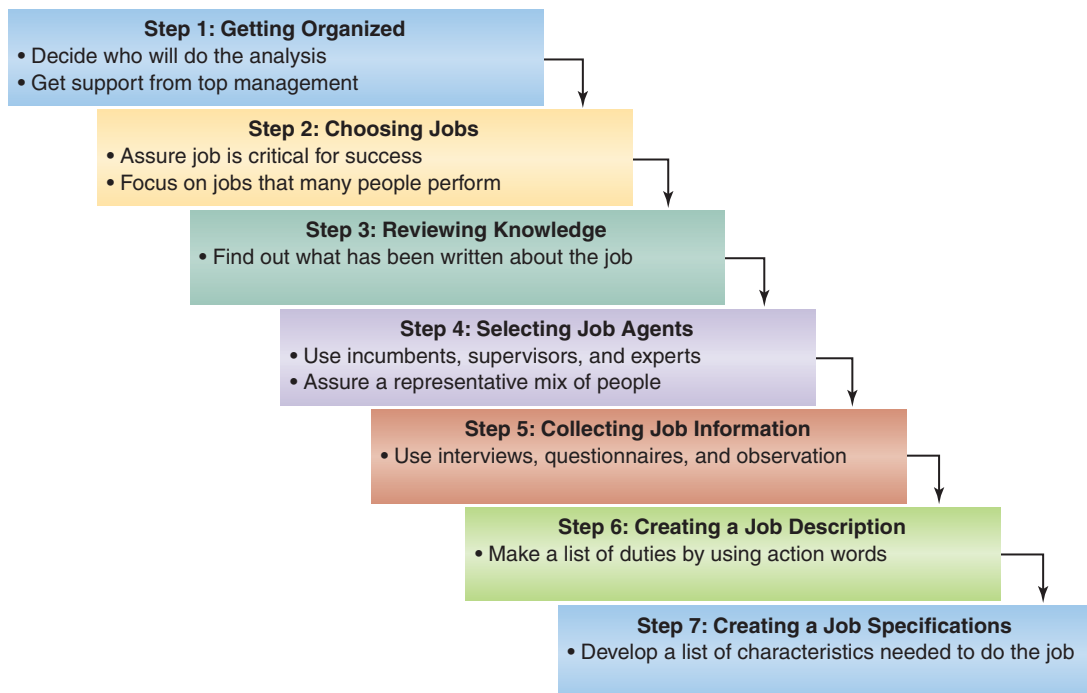 Step 1: Getting Organized
• Decide who will do the analysis
• Get support from top management
Step 2: Choosing Jobs
• Assure job is critical for success
• Focus on jobs that many people perform
Step 3: Reviewing Knowledge
• Find out what has been written about the job
Step 4: Selecting Job Agents
• Use incumbents, supervisors, and experts
• Assure a representative mix of people
Step 5: Collecting Job Information
• Use interviews, questionnaires, and observation
Step 6: Creating a Job Description
• Make a list of duties by using action words
Step 7: Creating a Job Specifications
• Develop a list of characteristics needed to do the job